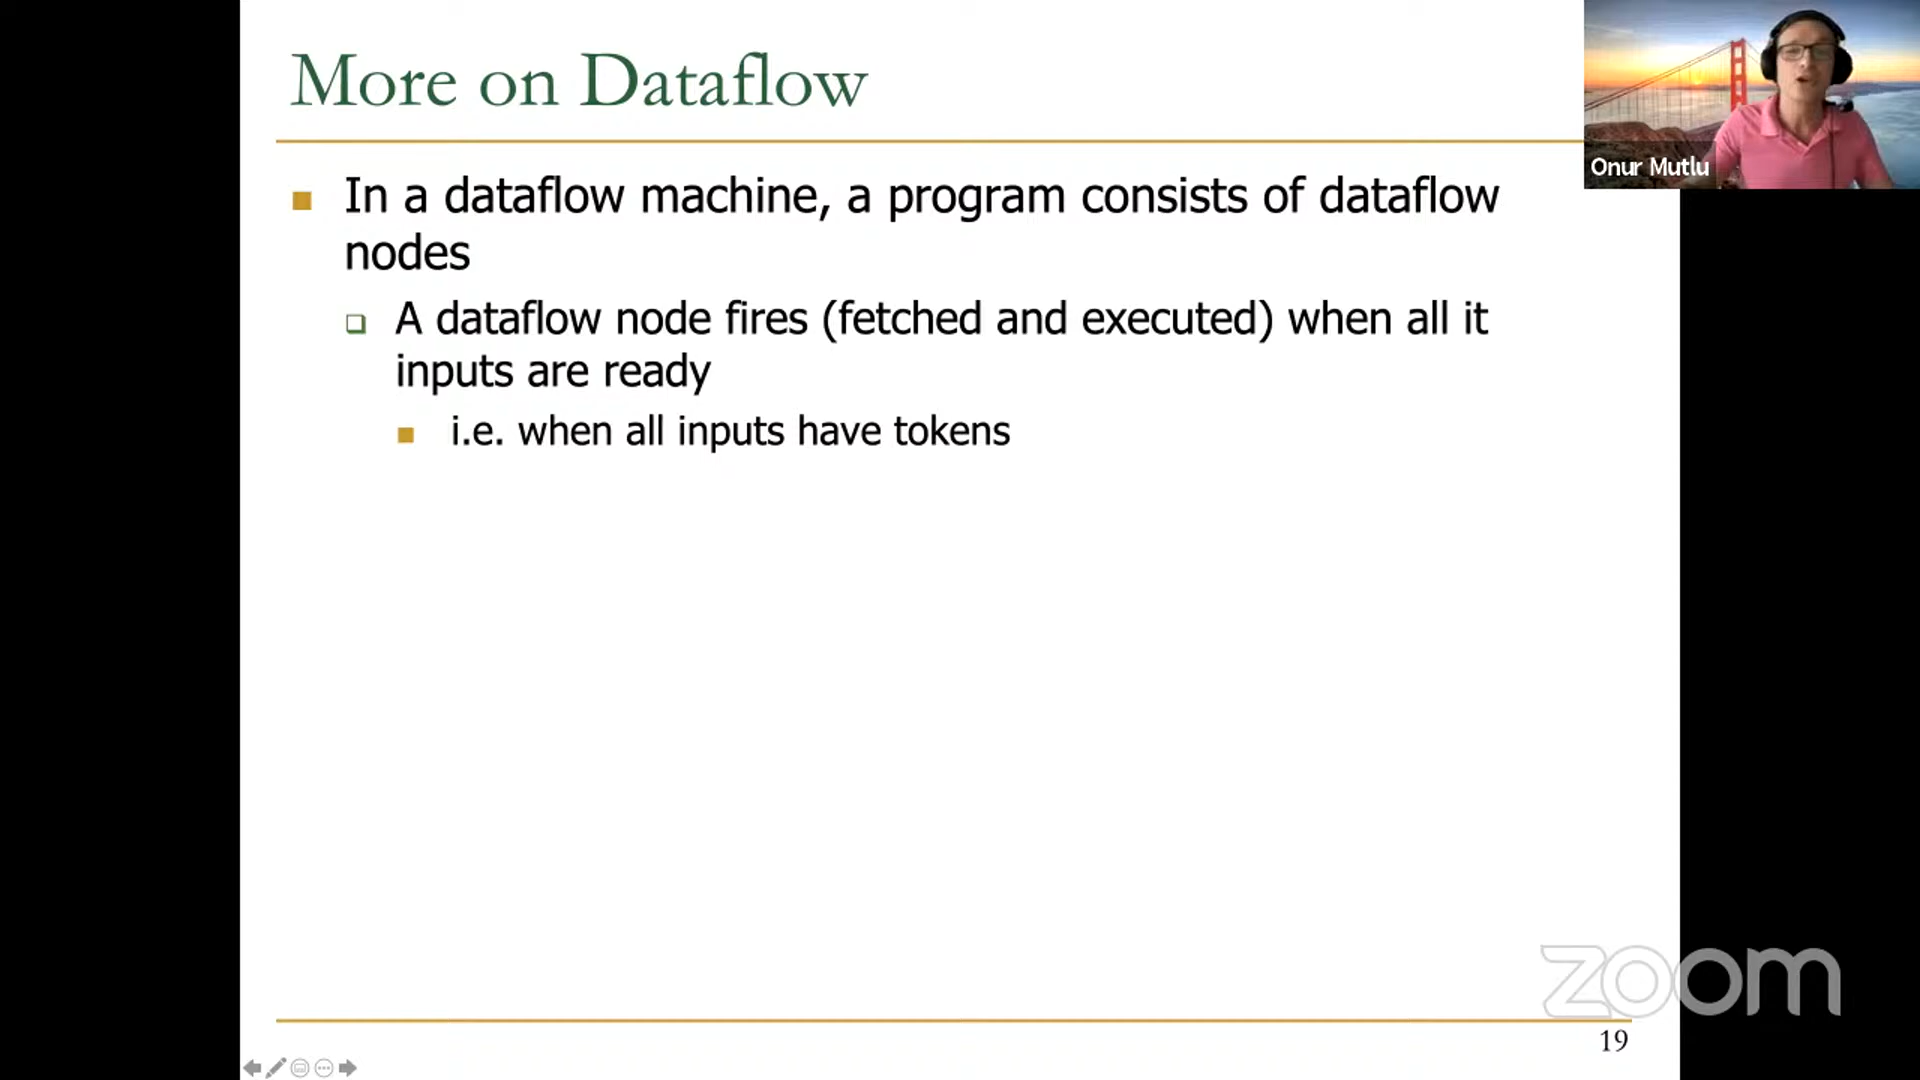 More on Dataflow
Onur Mutlu
In a dataflow machine, a program consists of dataflow
nodes
A dataflow node fires (fetched and executed) when all it
inputs are ready
i.e. when all inputs have tokens
zoom
19